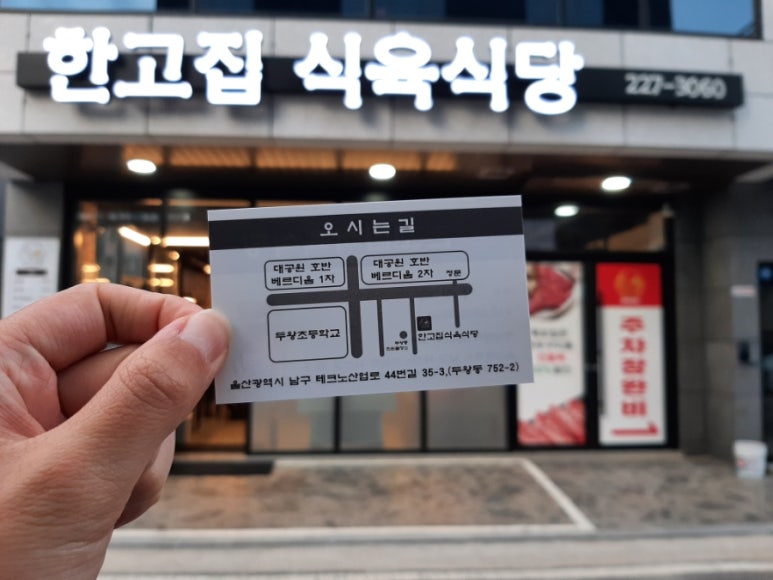 한고집 식육식당
227-3060
오시는길
대공원 호반
베르디움 1차
대공원 호반
베르디움 2차
정문
두왕초등학교
한고집식육식당
울산광역시 남구 테크노산업로 44번길 35-3,(두왕동 752-2)
주차장완비